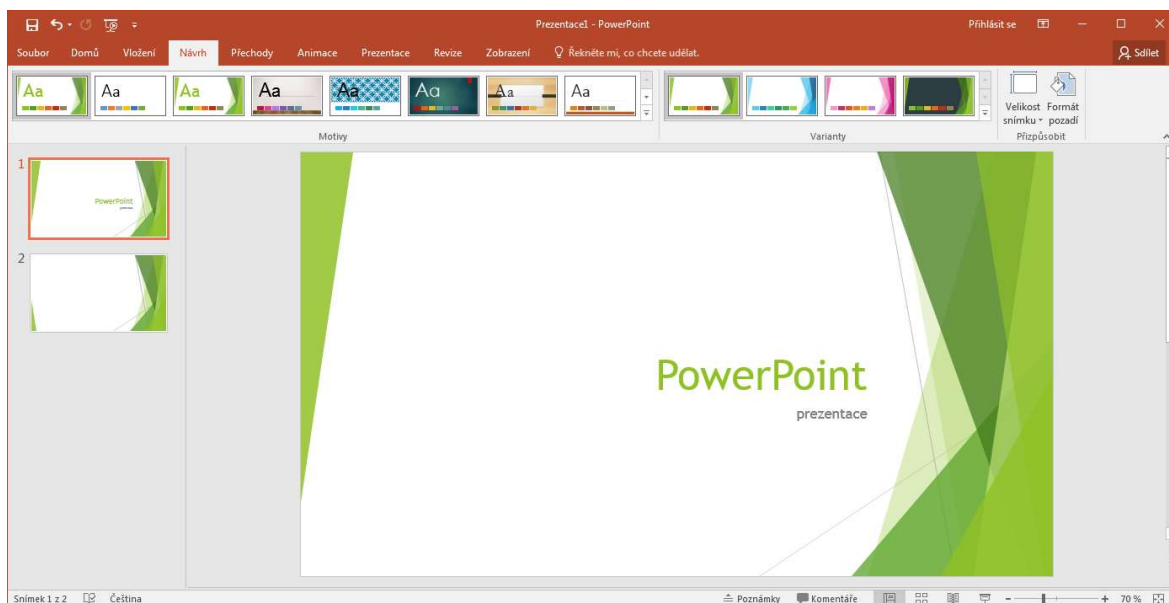 Prezentace1 - PowerPoint
Přihlásit se
Soubor Domů Vložení Návrh Přechody Animace Prezentace Revize Zobrazení Řekněte mi, co chcete udělat. Sdílet
Aa Aa Aa Aa Aa Aa Aa Aa
Velikost snímku
Formát pozadí
Motivy Varianty Přizpůsobit
1
PowerPoint
2
PowerPoint
prezentace
Snímek 1 z 2 Čeština Poznámky Komentáře 70 %